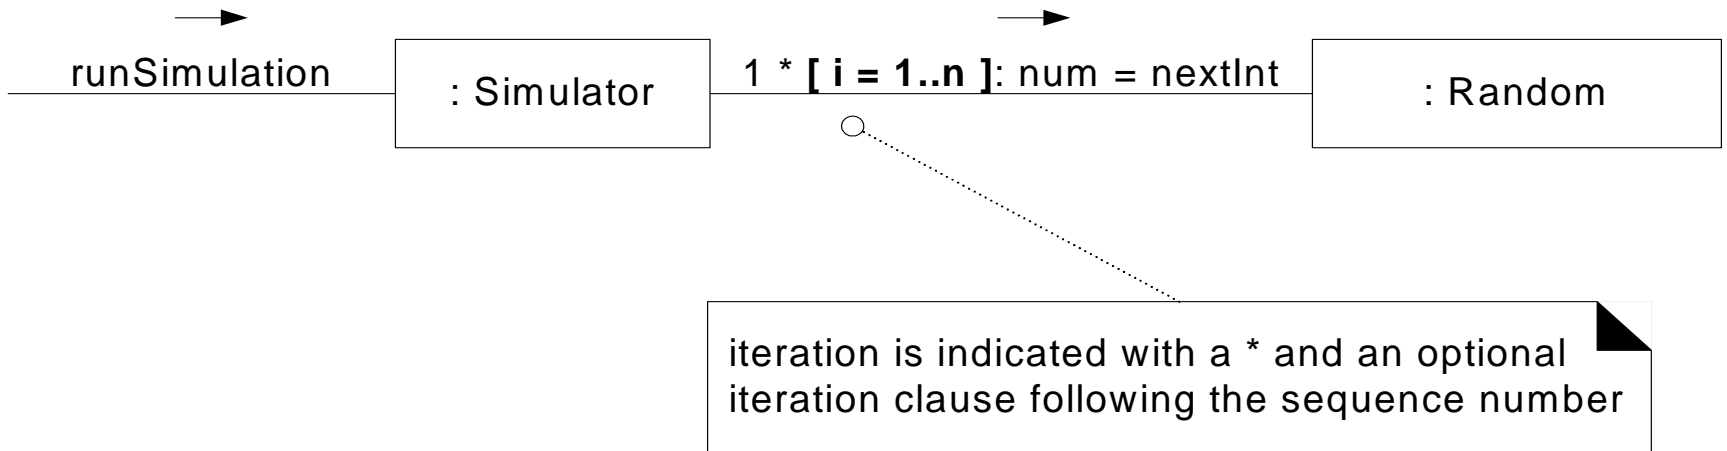 runSimulation
: Simulator
1 * [ i = 1..n ]: num = nextInt
: Random
iteration is indicated with a * and an optional
iteration clause following the sequence number